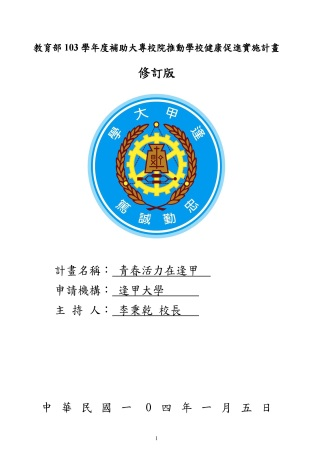 教育部 103 學年度補助大專校院推動學校健康促進實施計畫
修訂版
學大甲逢
篤誠勤忠
計畫名稱： 青春活力在逢甲
申請機構： 逢甲大學
主 持 人： 李秉乾 校長
中 華 民 國 一 0 四 年 一 月 五 日
1